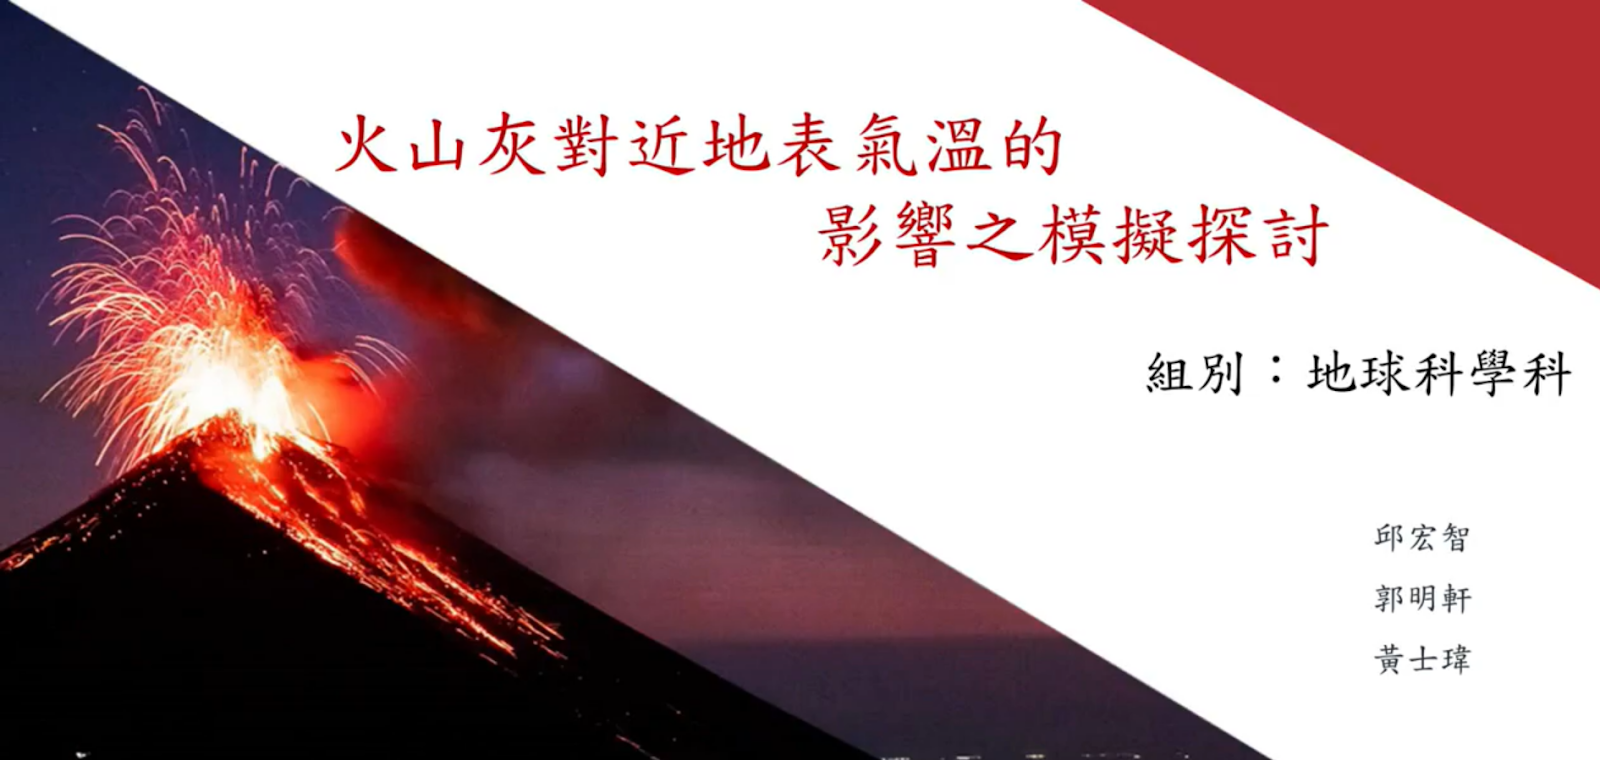 火山灰對近地表氣溫的
影響之模擬探討
組別：地球科學科
邱宏智
郭明軒
黃士瑋